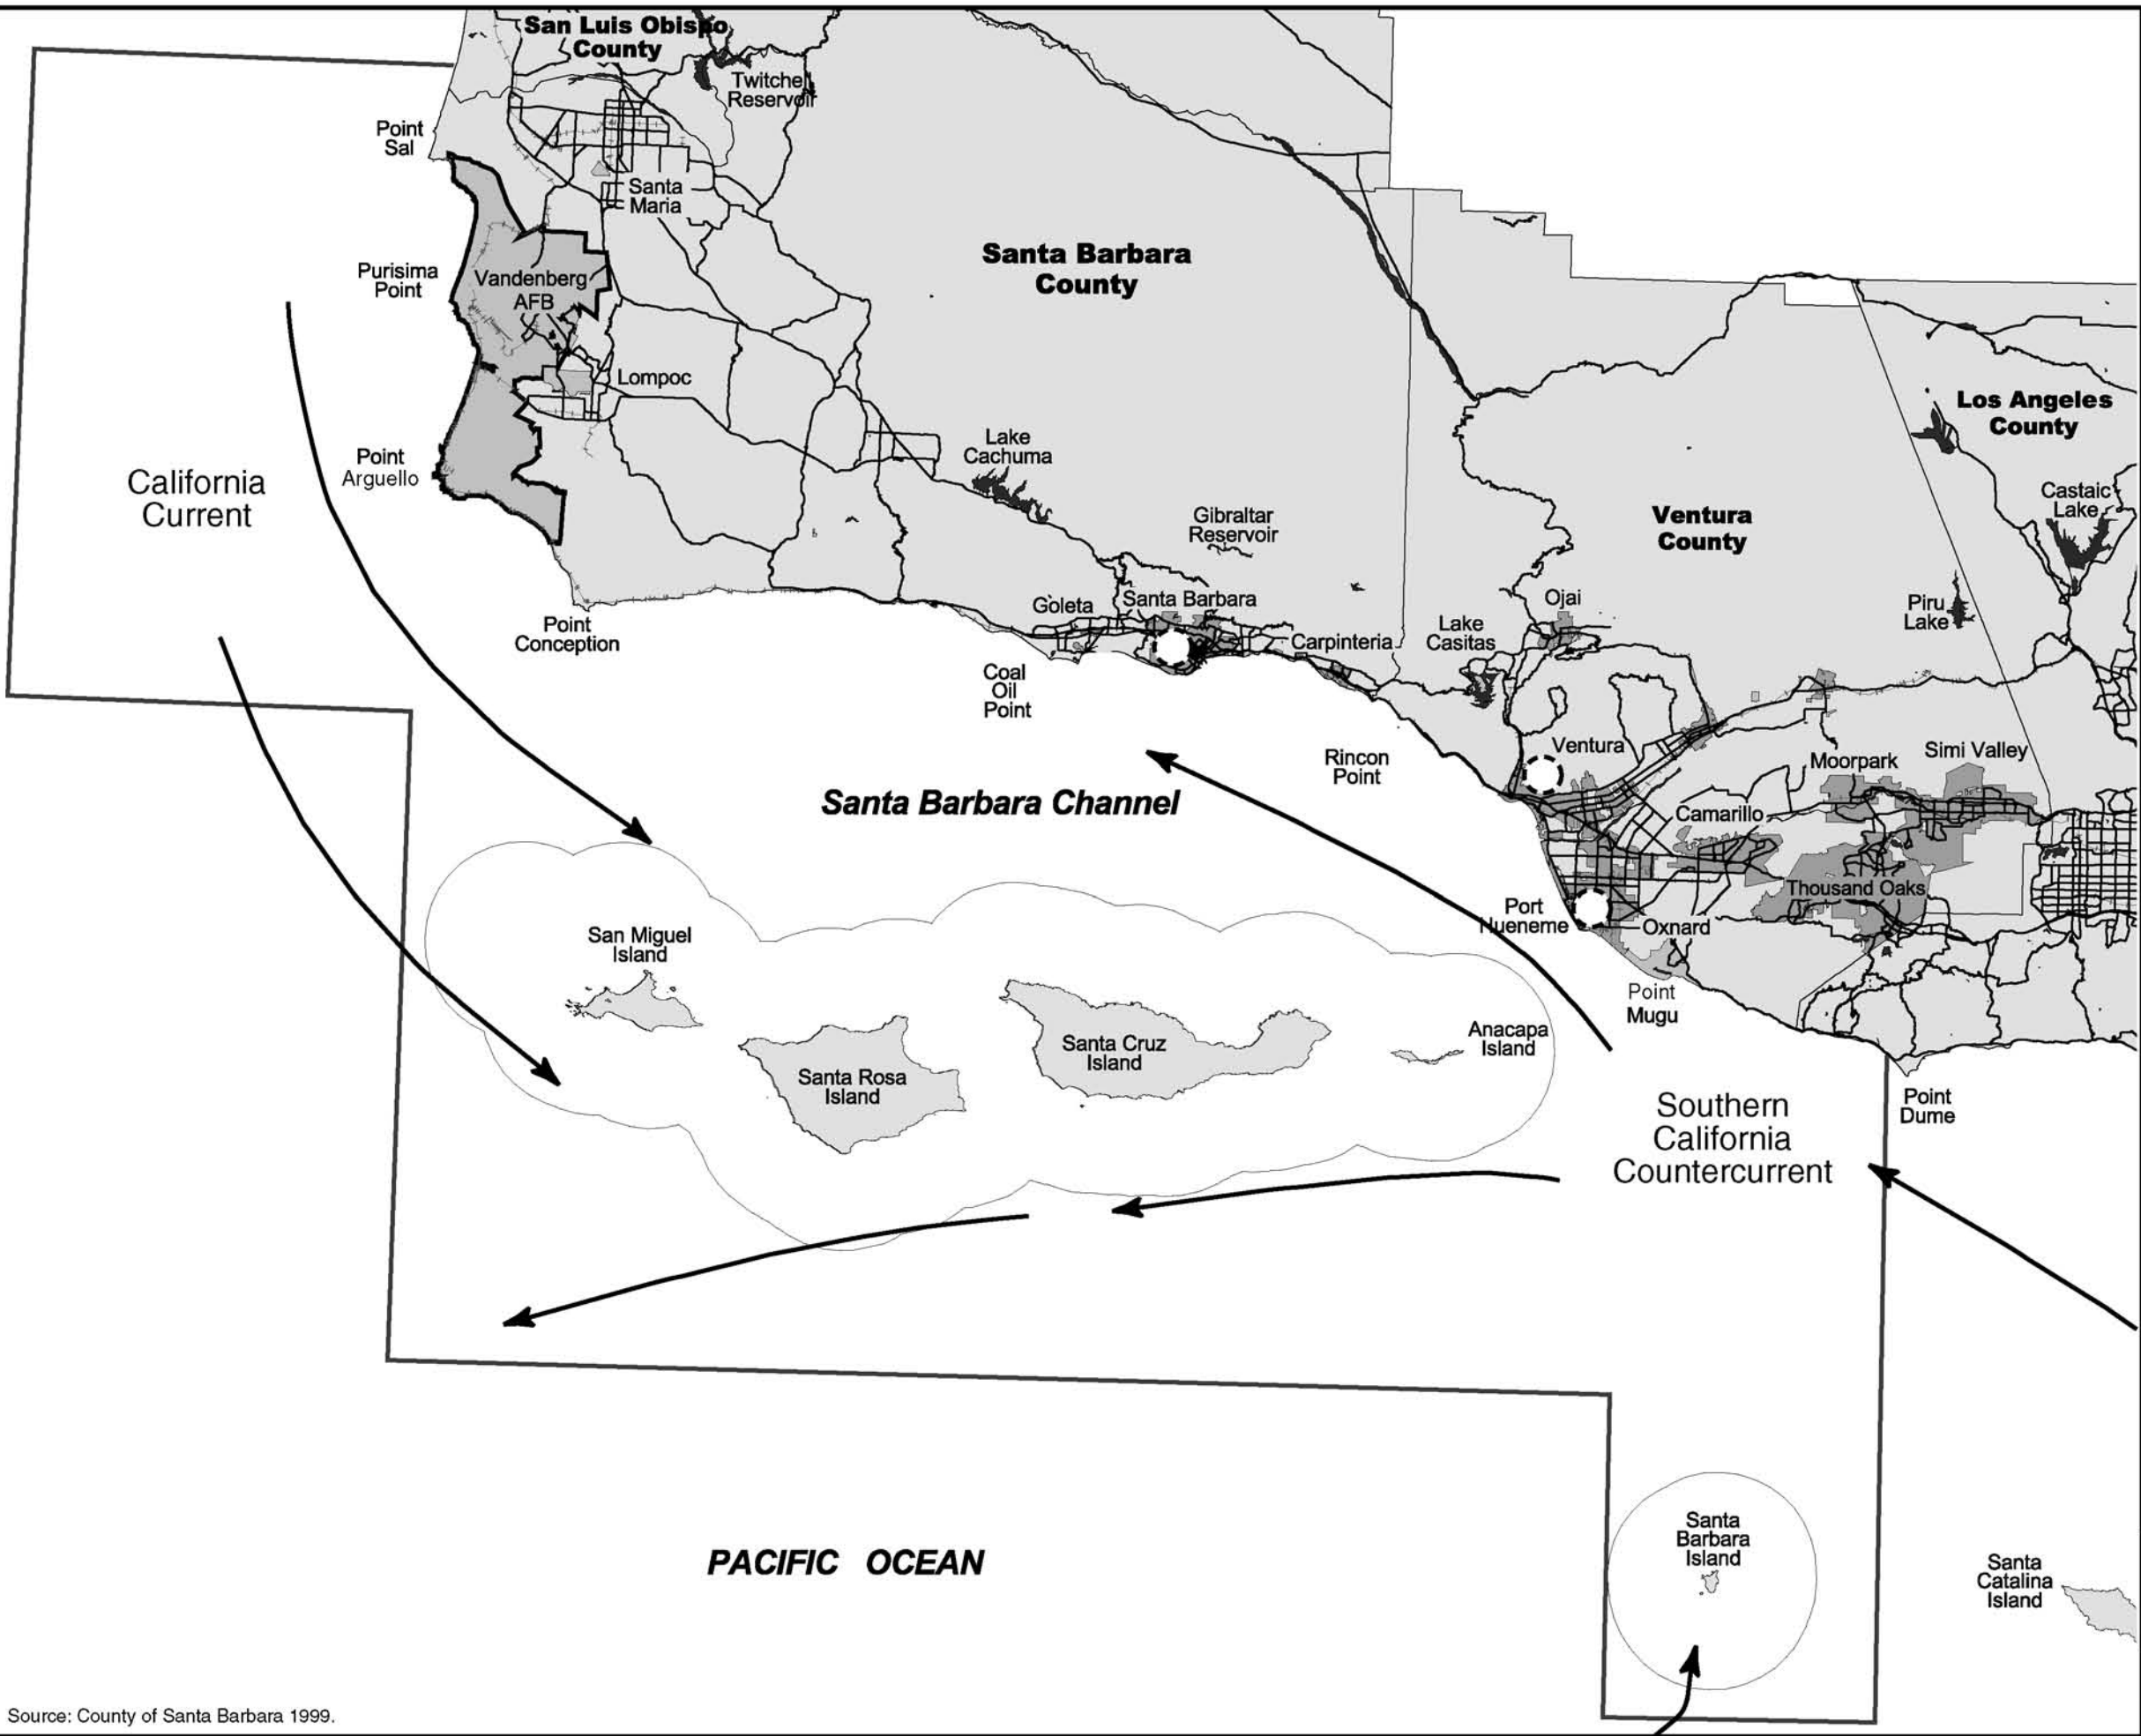 San Luis Obispo
County
Twitchell
Reservoir
Point
Sal
Santa
Maria
Santa Barbara
County
Purisima
Point
Vandenberg
AFB
Lompoc
Los Angeles
County
Lake
Cachuma
Point
Arguello
California
Current
Castaic
Lake
Gibraltar
Reservoir
Ventura
County
Goleta
Santa Barbara
Ojai
Piru
Lake
Point
Conception
Carpinteria
Lake
Casitas
Coal
Oil
Point
Rincon
Point
Ventura
Moorpark
Simi Valley
Santa Barbara Channel
Camarillo
Thousand Oaks
Port
Hueneme
Oxnard
San Miguel
Island
Point
Mugu
Santa Cruz
Island
Anacapa
Island
Santa Rosa
Island
Point
Dume
Southern
California
Countercurrent
Santa
Barbara
Island
PACIFIC OCEAN
Santa
Catalina
Island
Source: County of Santa Barbara 1999.